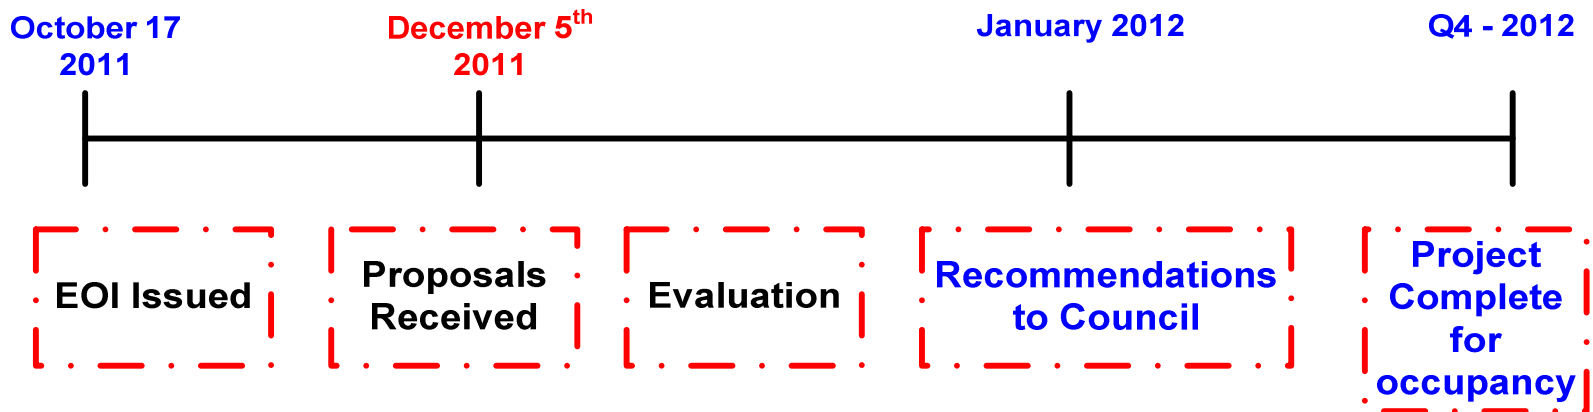 October 17
2011
December 5th
2011
January 2012
Q4 - 2012
EOI Issued
Proposals
Received
Evaluation
Recommendations
to Council
Project
Complete
for
occupancy